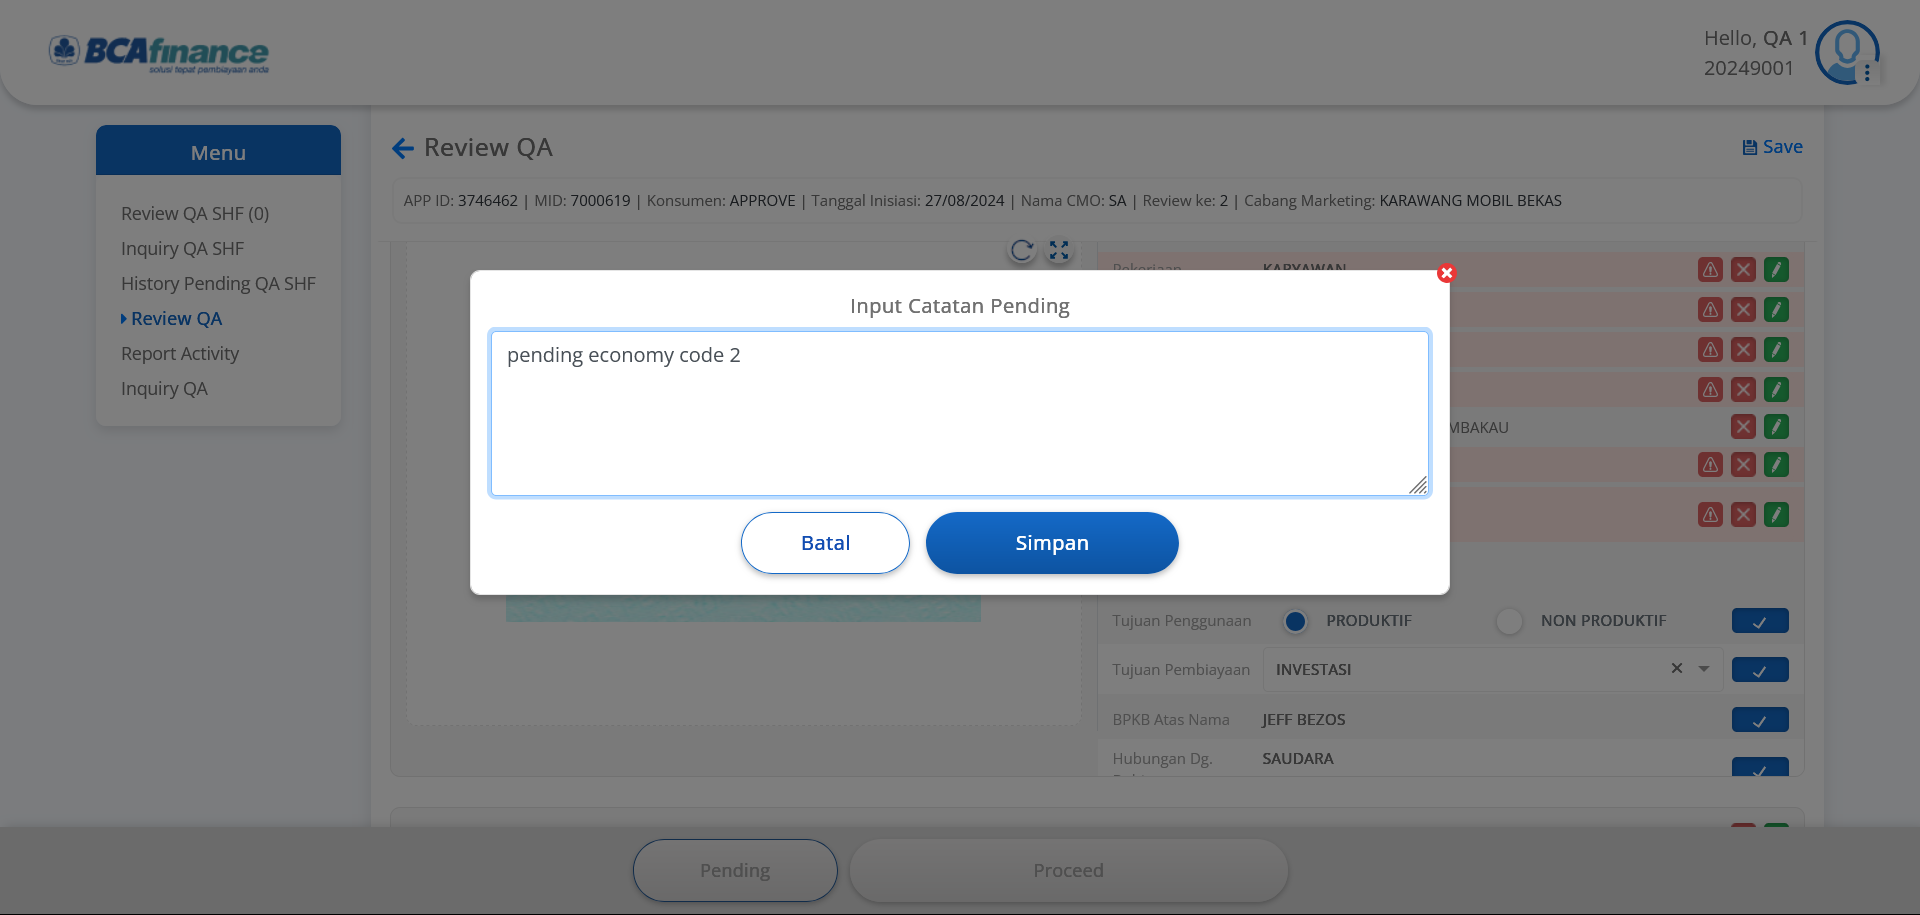 BCAfinance
solusi tepat pembiayaan anda
Hello, QA 1
20249001
Menu
Review QA SHF (0)
Inquiry QA SHF
History Pending QA SHF
Review QA
Report Activity
Inquiry QA
Review QA
Save
APP ID: 3746462 | MID: 7000619 | Konsumen: APPROVE | Tanggal Inisiasi: 27/08/2024 | Nama CMO: SA | Review ke: 2 | Cabang Marketing: KARAWANG MOBIL BEKAS
Pekerjaan KARYAWAN
MBAKAU
Input Catatan Pending
pending economy code 2
Batal
Simpan
Tujuan Penggunaan PRODUKTIF NON PRODUKTIF
Tujuan Pembiayaan INVESTASI
BPKB Atas Nama JEFF BEZOS
Hubungan Dg. SAUDARA
Pending
Proceed